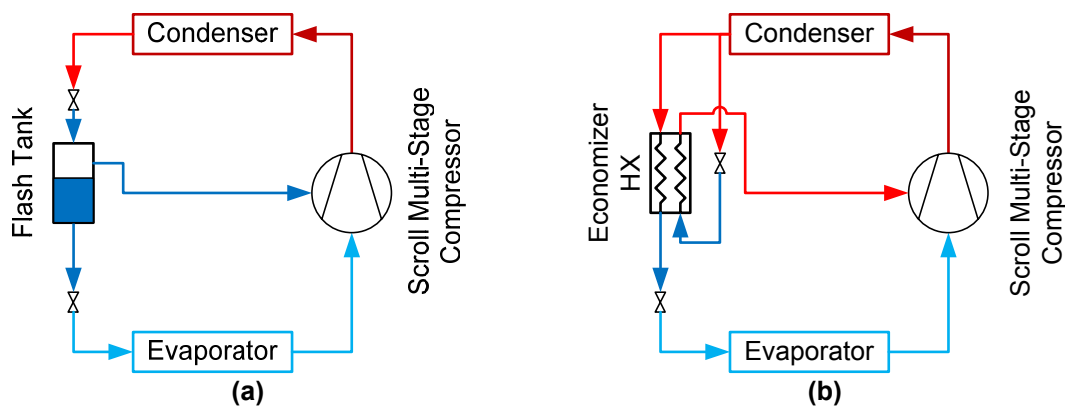 Condenser
Flash Tank
Scroll Multi-Stage
Compressor
Evaporator
(a)
Condenser
Economizer
HX
Scroll Multi-Stage
Compressor
Evaporator
(b)